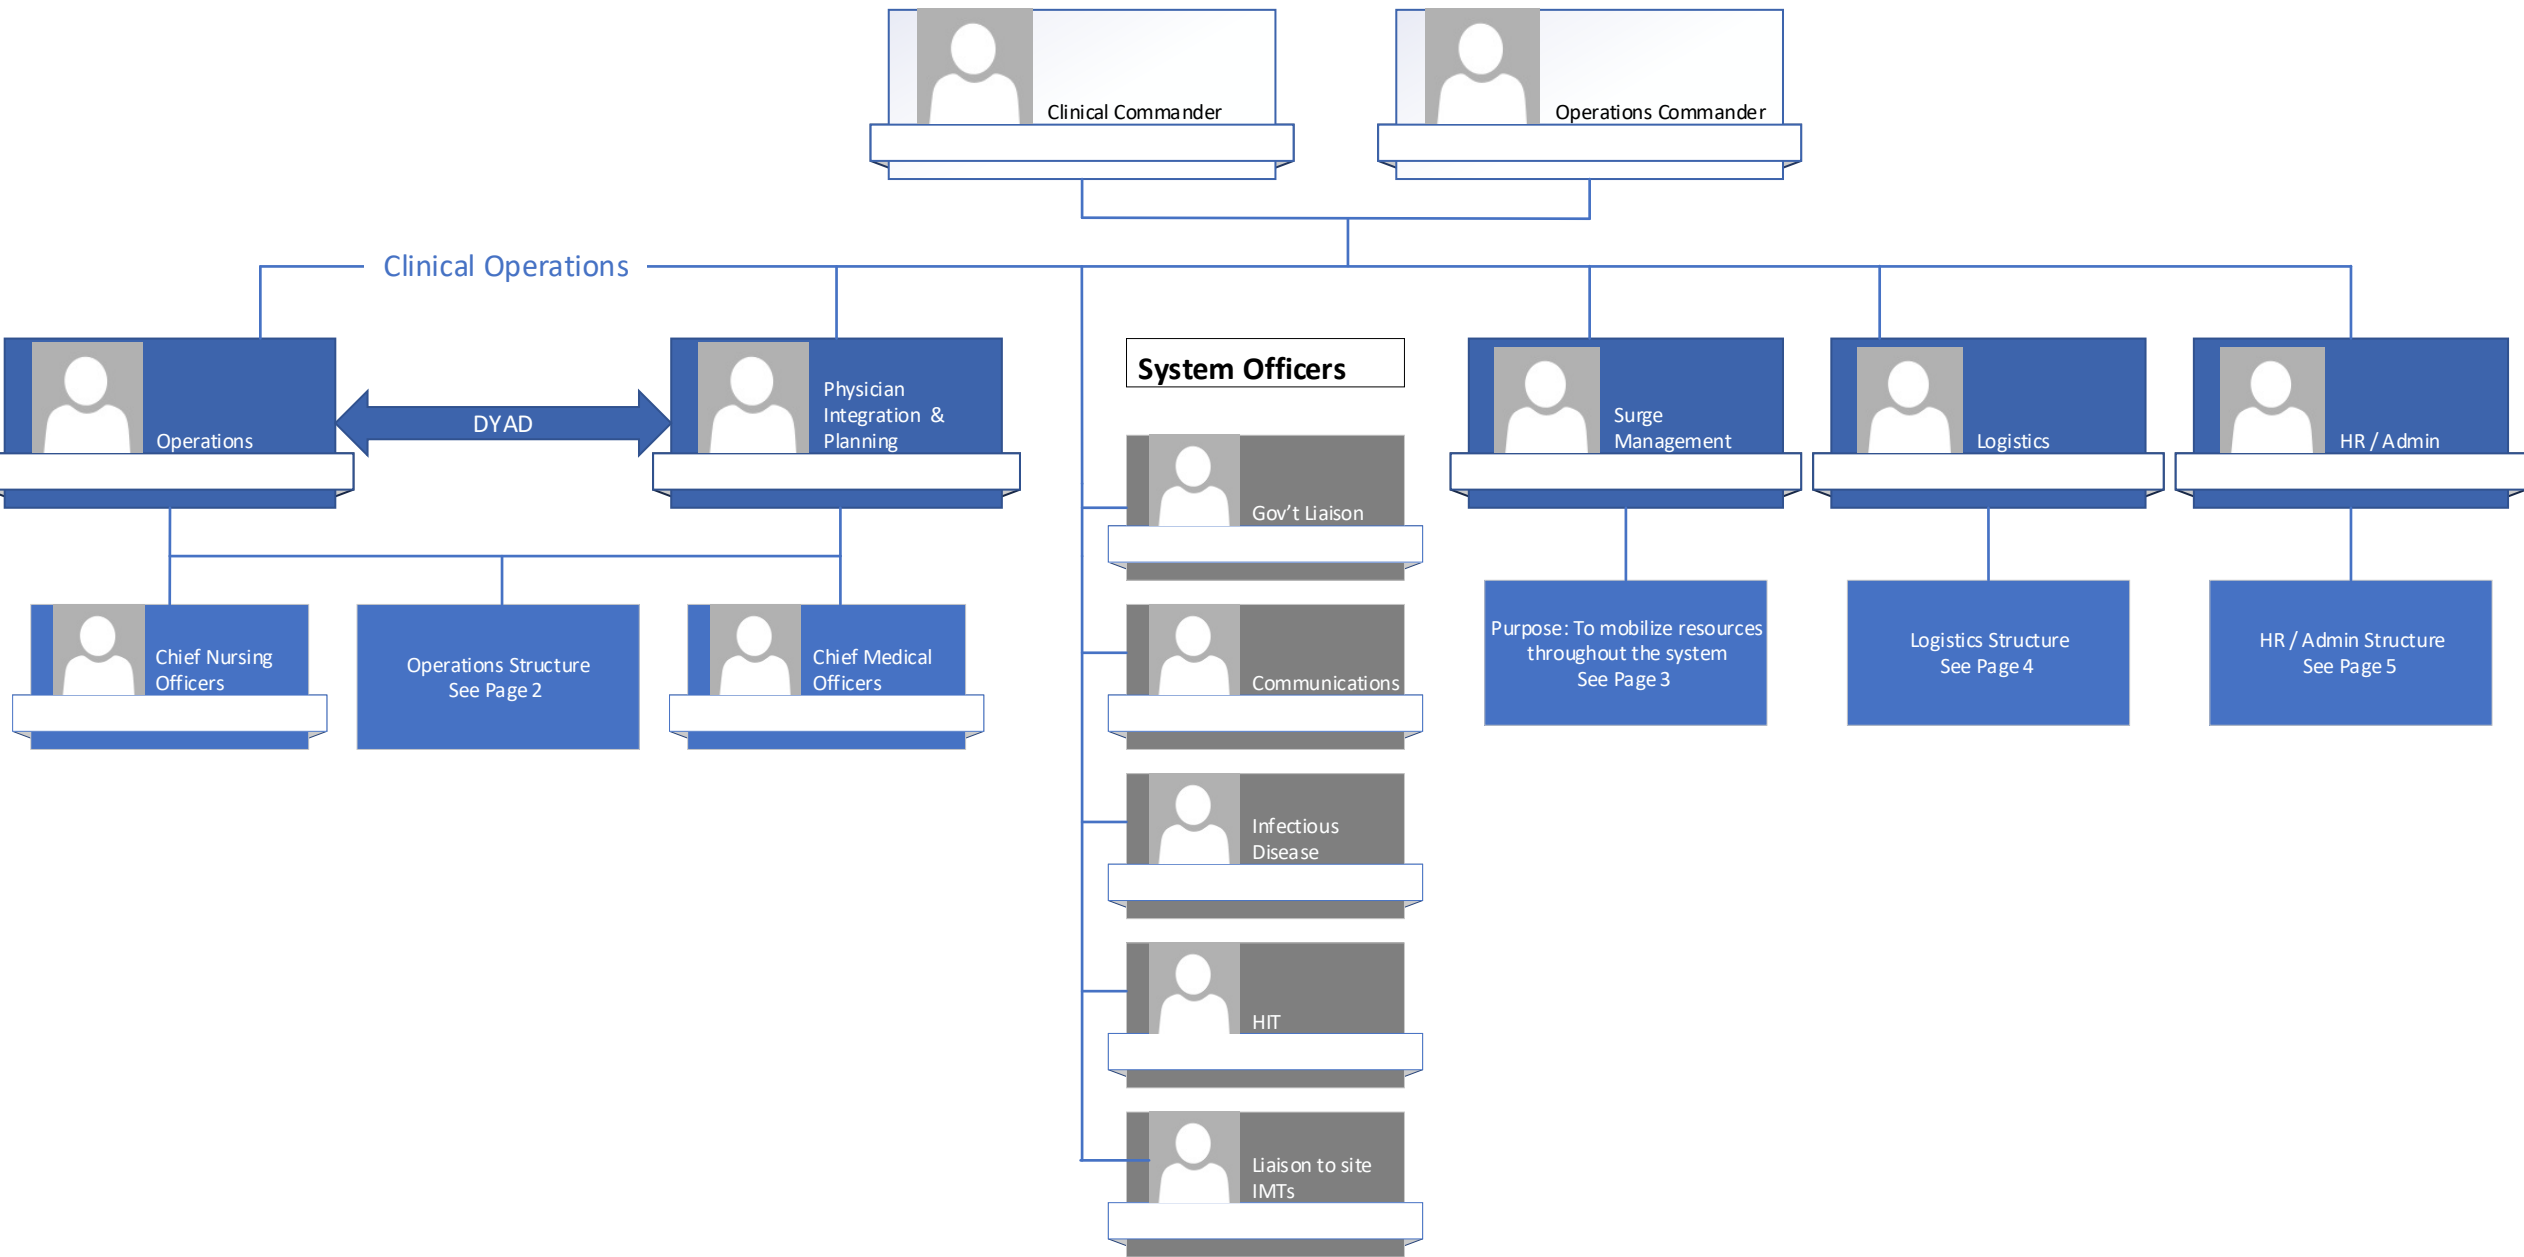 Clinical Commander
Operations Commander
Clinical Operations
Operations
DYAD
Physician
Integration &
Planning
System Officers
Surge
Management
Logistics
HR / Admin
Gov't Liaison
Chief Nursing
Officers
Operations Structure
See Page 2
Chief Medical
Officers
Communications
Purpose: To mobilize resources
throughout the system
See Page 3
Logistics Structure
See Page 4
HR / Admin Structure
See Page 5
Infectious
Disease
HIT
Liaison to site
IMTs